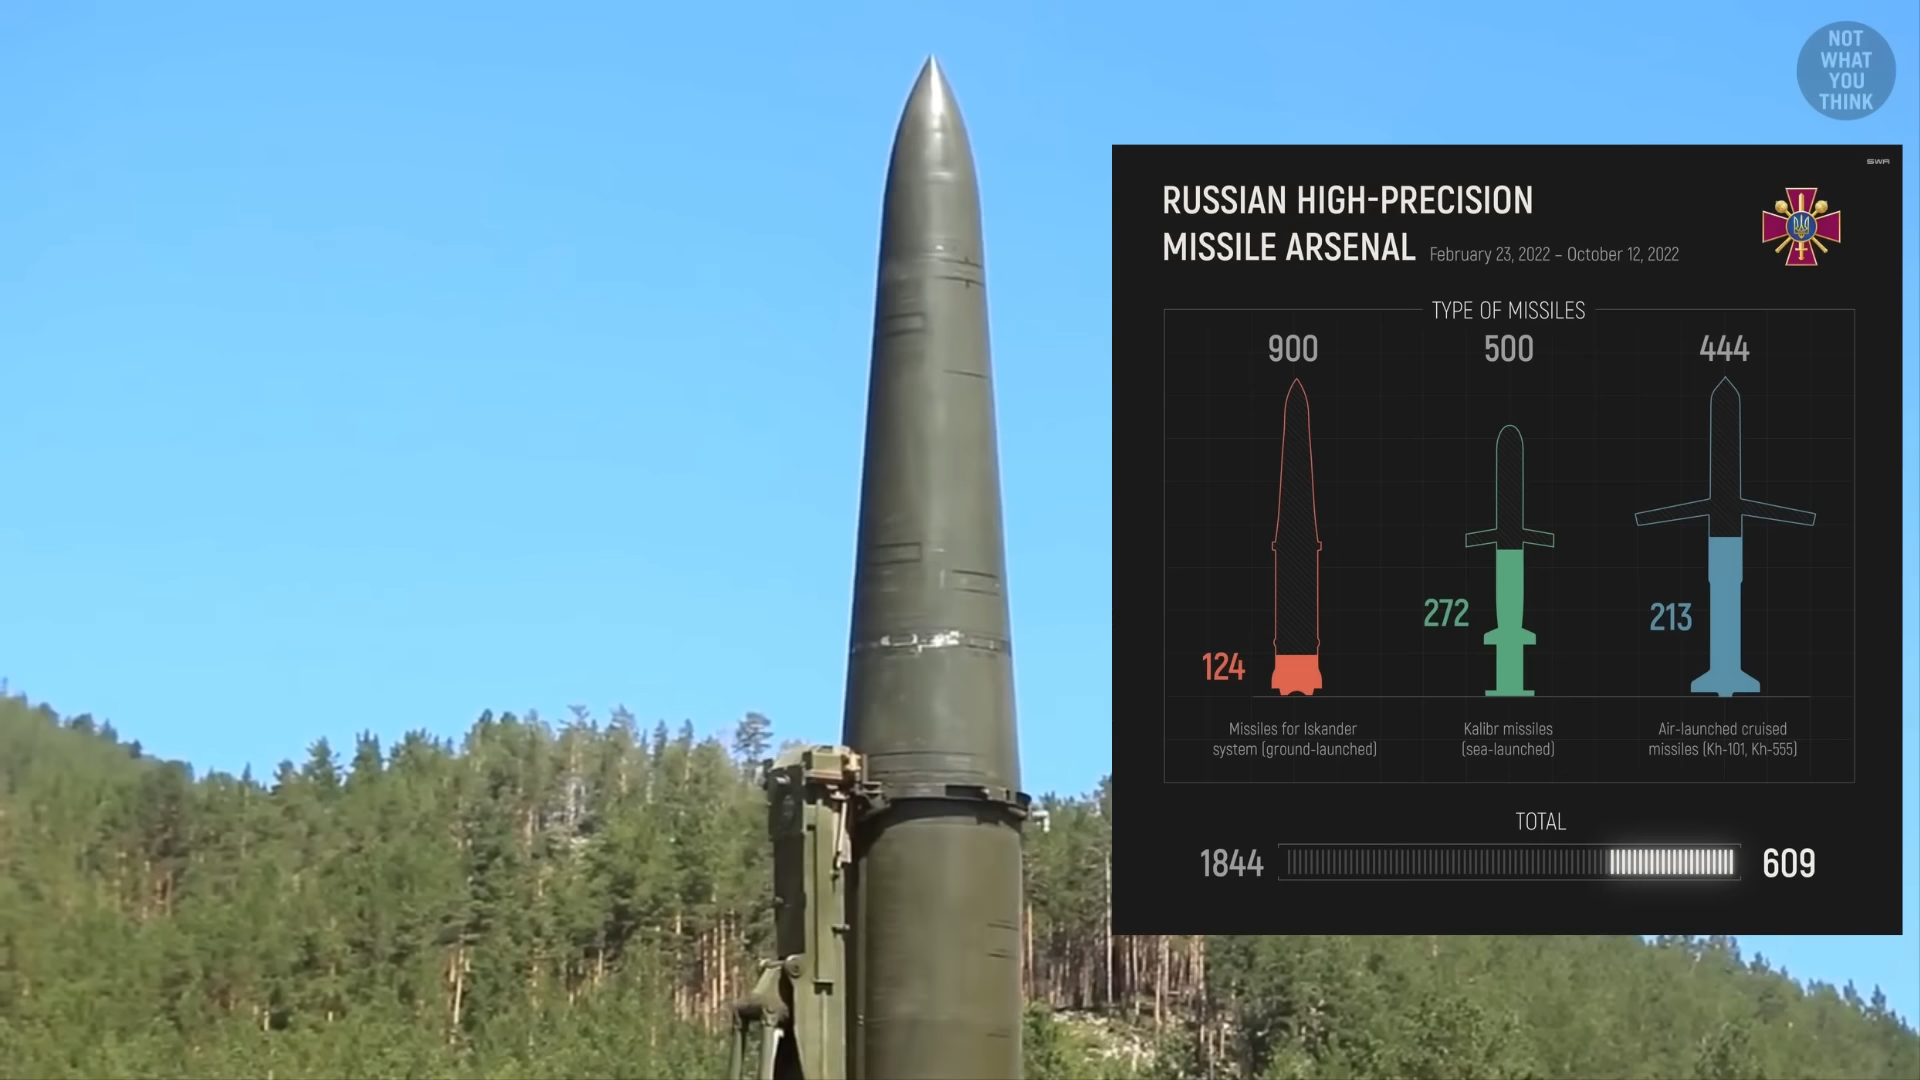 NOT
WHAT
YOU
THINK
SWA
RUSSIAN HIGH-PRECISION
MISSILE ARSENAL February 23, 2022 – October 12, 2022
TYPE OF MISSILES
900 500 444
124 272 213
Missiles for Iskander
system (ground-launched)
Kalibr missiles
(sea-launched)
Air-launched cruised
missiles (Kh-101, Kh-555)
TOTAL
1844 609